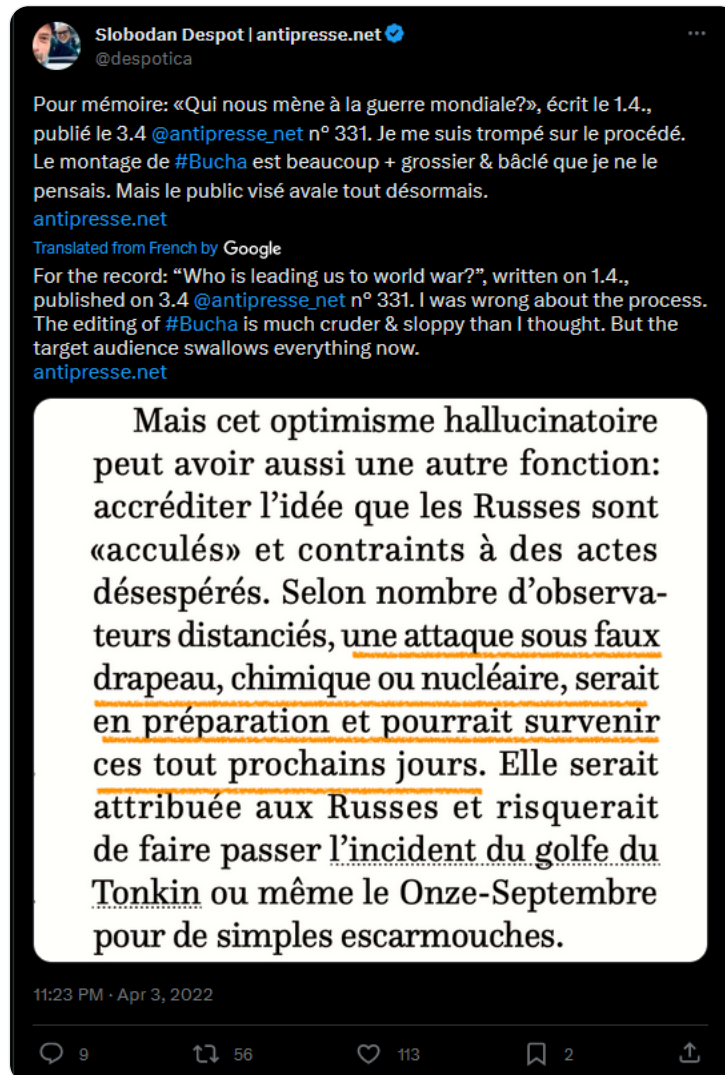 Slobodan Despot | antipresse.net
@despotica
Pour mémoire: «Qui nous mène à la guerre mondiale?», écrit le 1.4.,
publié le 3.4 @antipresse_net n° 331. Je me suis trompé sur le procédé.
Le montage de #Bucha est beaucoup + grossier & bâclé que je ne le
pensais. Mais le public visé avale tout désormais.
antipresse.net
Translated from French by Google
For the record: “Who is leading us to world war?”, written on 1.4.,
published on 3.4 @antipresse_net n° 331. I was wrong about the process.
The editing of #Bucha is much cruder & sloppy than I thought. But the
target audience swallows everything now.
antipresse.net
Mais cet optimisme hallucinatoire
peut avoir aussi une autre fonction:
accréditer l’idée que les Russes sont
«acculés» et contraints à des actes
désespérés. Selon nombre d’observa-
teurs distanciés, une attaque sous faux
drapeau, chimique ou nucléaire, serait
en préparation et pourrait survenir
ces tout prochains jours. Elle serait
attribuée aux Russes et risquerait
de faire passer l’incident du golfe du
Tonkin ou même le Onze-Septembre
pour de simples escarmouches.
11:23 PM · Apr 3, 2022
9 56 113 2